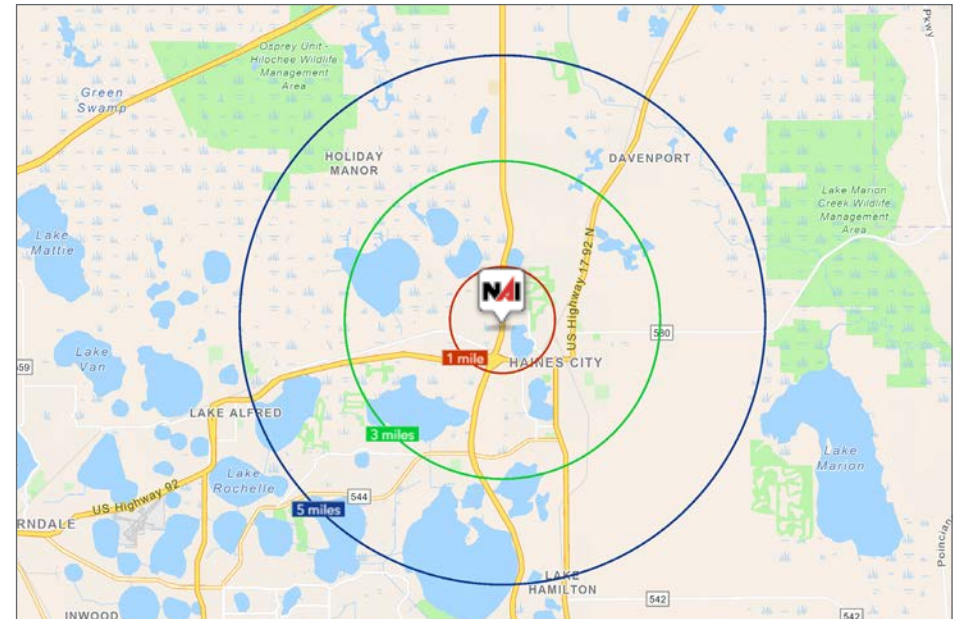 Pkwy
Osprey Unit -
Hilochee Wildlife
Management
Area
Green
Swamp
HOLIDAY
MANOR
DAVENPORT
Lake Marion
Creek Wildlife
Management
Area
Lake
Mattie
US Highway 17 92 N
NAI
580
1 mile
HAINES CITY
Lake
Van
559
LAKE ALFRED
3 miles
Lake
Marion
Lake
Rochelle
US Highway 92
544
5 miles
RNDALE
Poincian
LAKE
HAMILTON
542
542
INWOOD